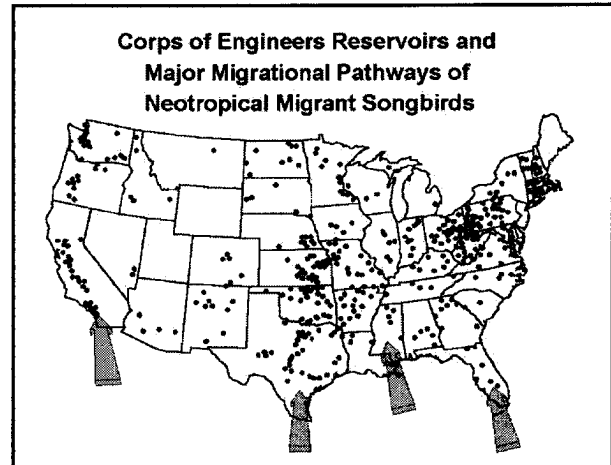 Corps of Engineers Reservoirs and
Major Migrational Pathways of
Neotropical Migrant Songbirds